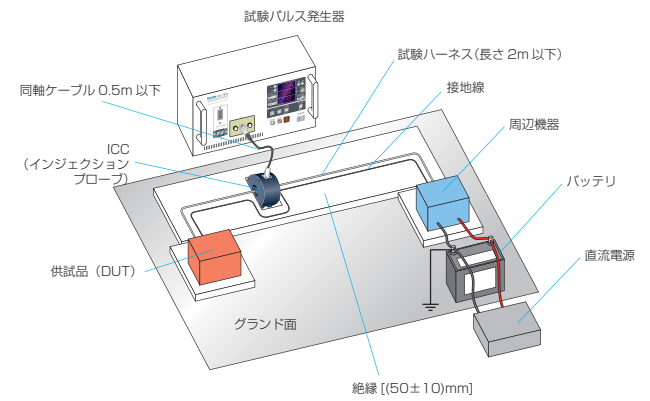 試験パルス発生器
試験ハーネス（長さ 2m 以下）
同軸ケーブル 0.5m 以下
接地線
周辺機器
ICC
（インジェクション
プローブ）
バッテリ
供試品（DUT）
直流電源
グランド面
絶縁 [(50±10)mm]